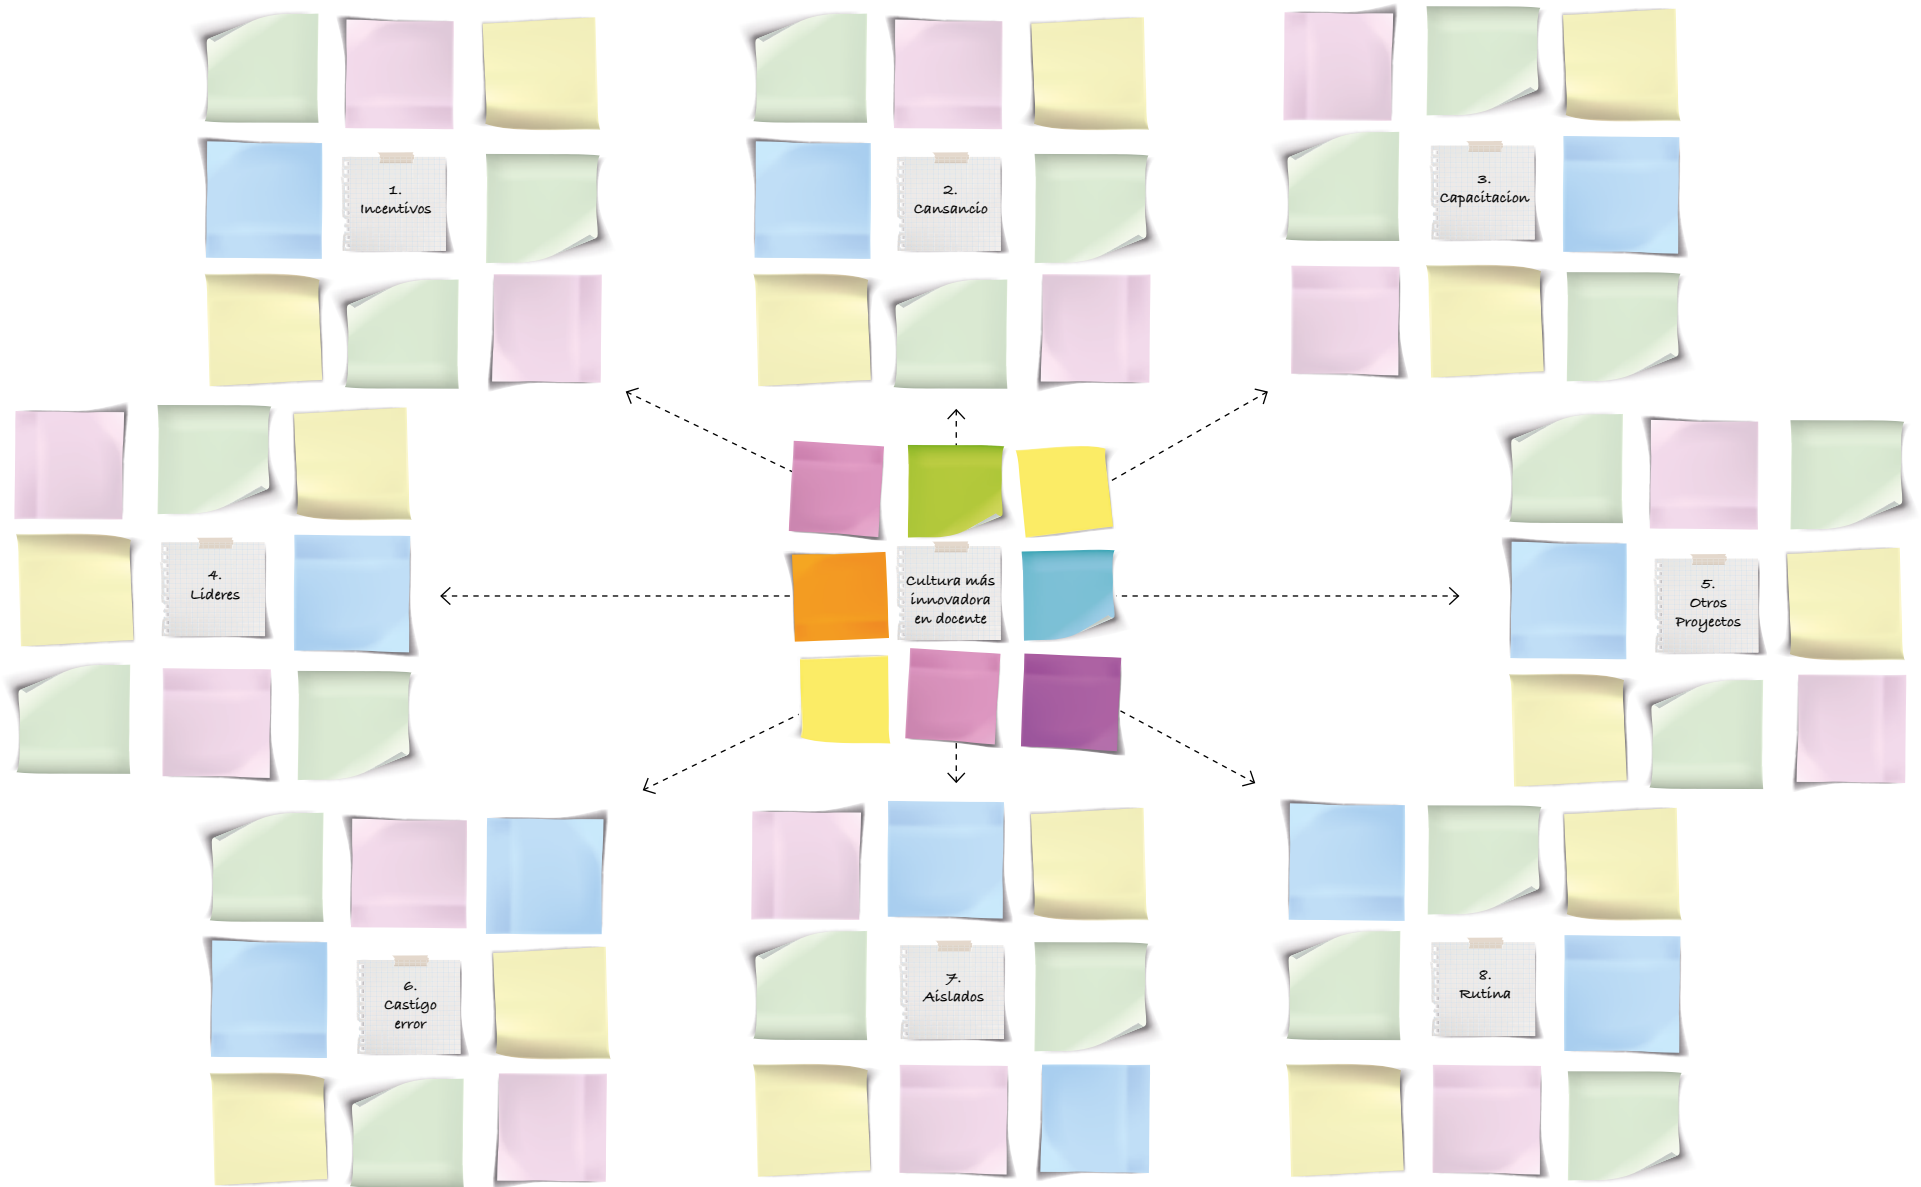 1.
Incentivos
2.
Cansancio
3.
Capacitacion
4.
Lideres
Cultura más
innovadora
en docente
5.
Otros
Proyectos
6.
Castigo
error
7.
Aislados
8.
Rutina